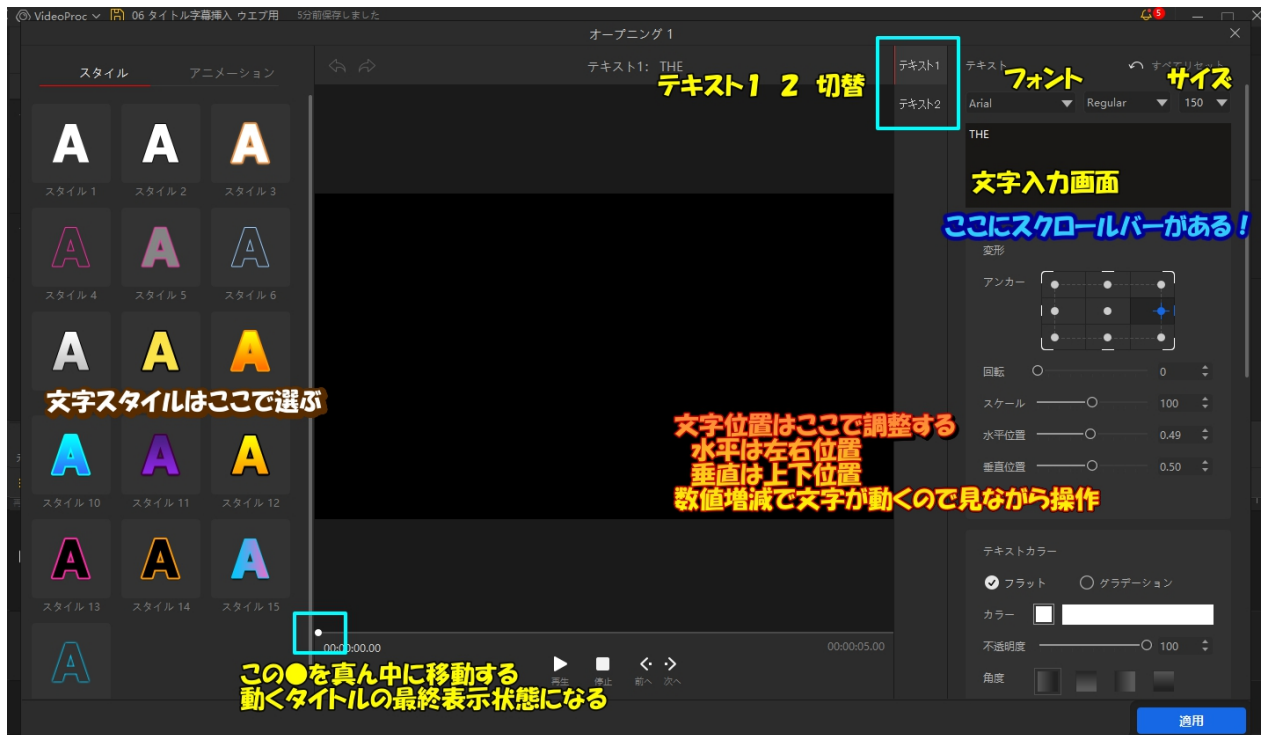 VideoProc 06 タイトル字幕挿入 ウエブ用 5分前保存しました 5
オープニング 1
スタイル アニメーション
テキスト1: THE
テキスト1 2 切替
テキスト1
テキスト2
テキスト すべてリセット
フォント サイズ
Arial Regular 150
THE
文字入力画面
ここにスクロールバーがある！
スタイル 1 スタイル 2 スタイル 3
スタイル 4 スタイル 5 スタイル 6
文字スタイルはここで選ぶ
スタイル 10 スタイル 11 スタイル 12
スタイル 13 スタイル 14 スタイル 15
変形
アンカー
回転 0
スケール 100
水平位置 0.49
垂直位置 0.50
文字位置はここで調整する
水平は左右位置
垂直は上下位置
数値増減で文字が動くので見ながら操作
テキストカラー
フラット グラデーション
カラー
不透明度 100
角度
00:00:00.00 00:00:05.00
再生 停止 前へ 次へ
この●を真ん中に移動する
動くタイトルの最終表示状態になる
適用